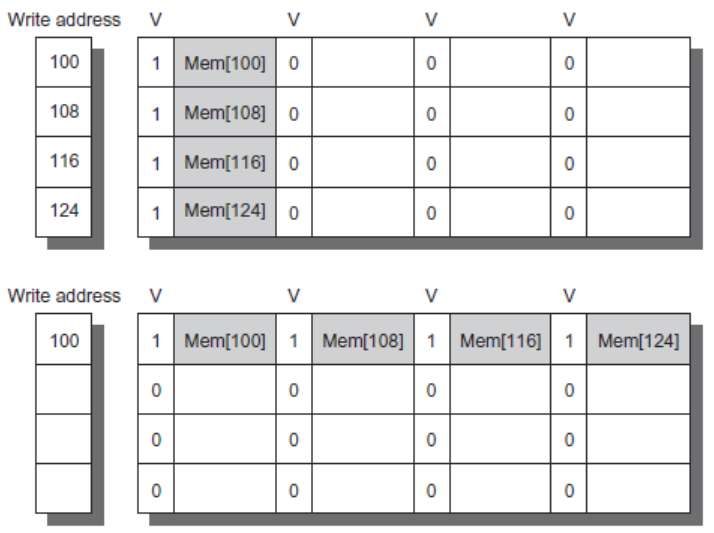 Write address V V V V
100 1 Mem[100] 0 0 0
108 1 Mem[108] 0 0 0
116 1 Mem[116] 0 0 0
124 1 Mem[124] 0 0 0
Write address V V V V
100 1 Mem[100] 1 Mem[108] 1 Mem[116] 1 Mem[124]
0 0 0 0
0 0 0 0
0 0 0 0